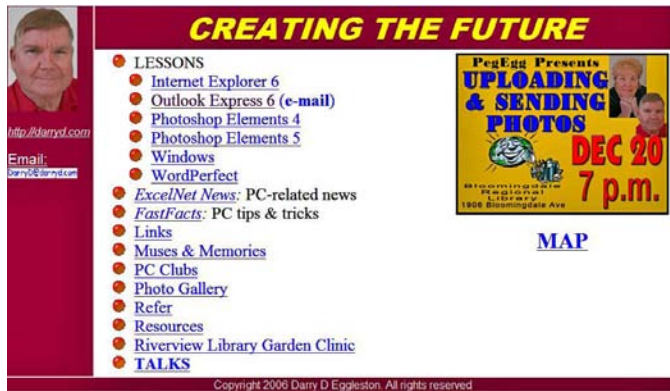 CREATING THE FUTURE
http://darryd.com
Email:
DarryD@darryd.com
LESSONS
Internet Explorer 6
Outlook Express 6 (e-mail)
Photoshop Elements 4
Photoshop Elements 5
Windows
WordPerfect
ExcelNet News: PC-related news
FastFacts: PC tips & tricks
Links
Muses & Memories
PC Clubs
Photo Gallery
Refer
Resources
Riverview Library Garden Clinic
TALKS
PegEgg Presents
UPLOADING
& SENDING
PHOTOS
DEC 20
7 p.m.
Bloomingdale
Regional
Library
1906 Bloomingdale Ave
MAP
Copyright 2006 Darry D Eggleston. All rights reserved